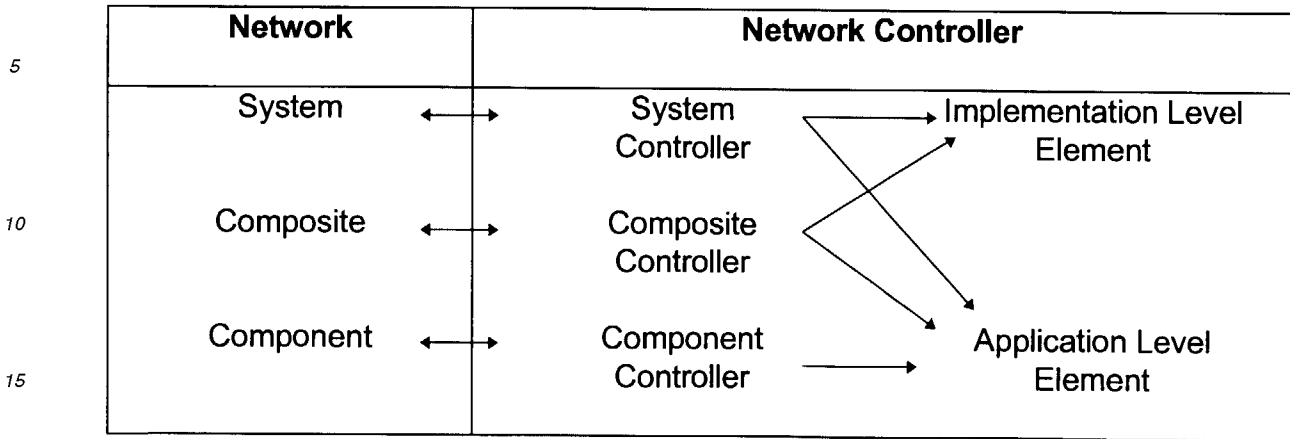 Network
Network Controller
5
System
System
Controller
Implementation Level
Element
10
Composite
Composite
Controller
Component
Component
Controller
Application Level
Element
15